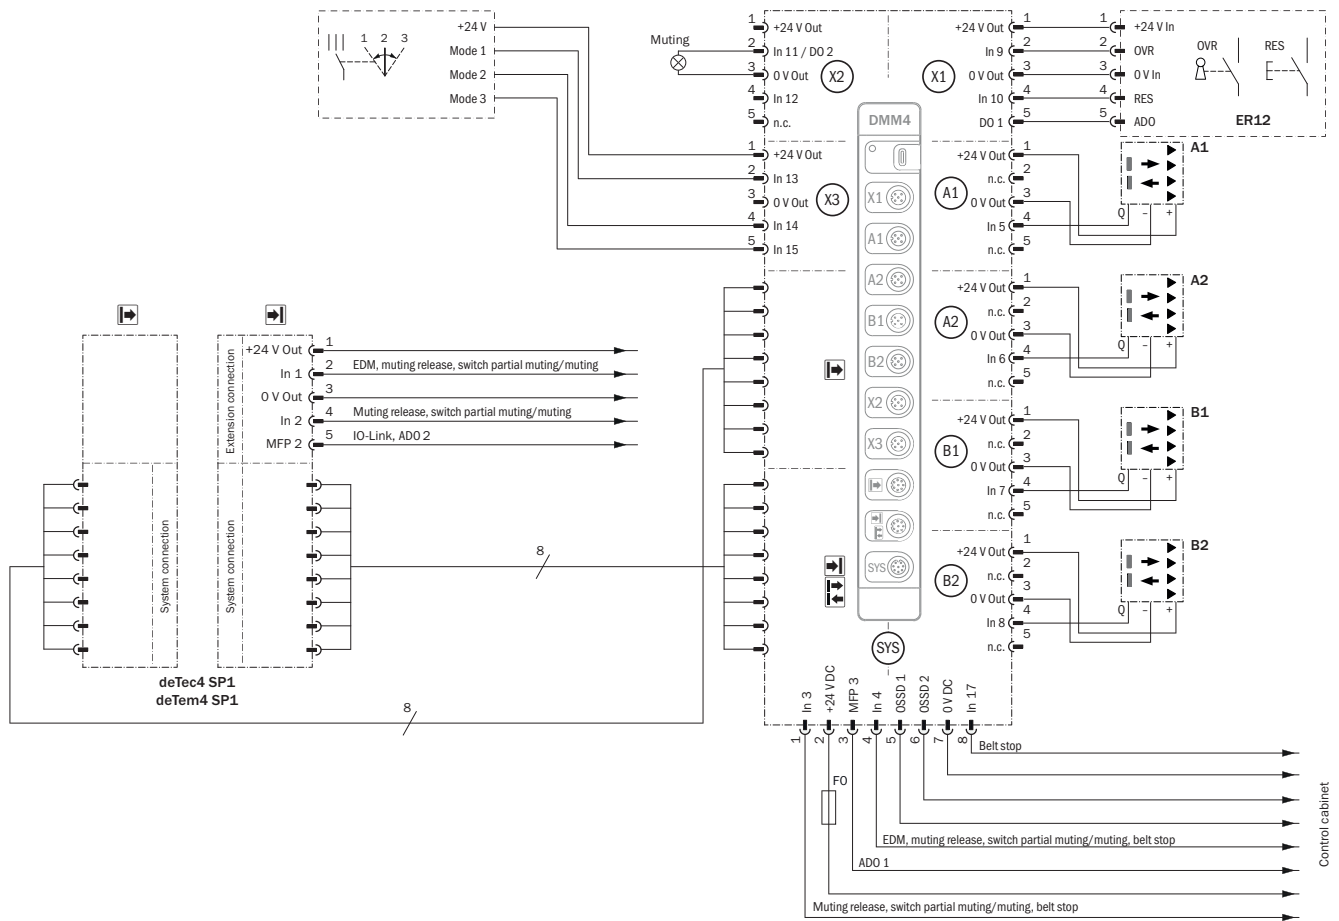 +24 V
Mode 1
Mode 2
Mode 3
1 2 3
Muting
1 +24 V Out
2 In 11 / DO 2
3 0 V Out
4 In 12
5 n.c.
X2
X1
+24 V Out 1
In 9 2
0 V Out 3
In 10 4
DO 1 5
1 +24 V In
2 OVR
3 0 V In
4 RES
5 ADO
OVR
RES
ER12
1 +24 V Out
2 In 13
3 0 V Out
4 In 14
5 In 15
X3
DMM4
X1
A1
A2
B1
B2
X2
X3
SYS
A1
+24 V Out 1
n.c. 2
0 V Out 3
In 5 4
n.c. 5
A1
Q – +
A2
+24 V Out 1
n.c. 2
0 V Out 3
In 6 4
n.c. 5
A2
Q – +
B1
+24 V Out 1
n.c. 2
0 V Out 3
In 7 4
n.c. 5
B1
Q – +
B2
+24 V Out 1
n.c. 2
0 V Out 3
In 8 4
n.c. 5
B2
Q – +
Extension connection
+24 V Out 1
In 1 2 EDM, muting release, switch partial muting/muting
0 V Out 3
In 2 4 Muting release, switch partial muting/muting
MFP 2 5 IO-Link, ADO 2
System connection
System connection
deTec4 SP1
deTem4 SP1
8
8
SYS
In 3
+24 V DC
MFP 3
In 4
OSSD 1
OSSD 2
0 V DC
In 17
1
2
3
4
5
6
7
8
Belt stop
F0
EDM, muting release, switch partial muting/muting, belt stop
ADO 1
Muting release, switch partial muting/muting, belt stop
Control cabinet